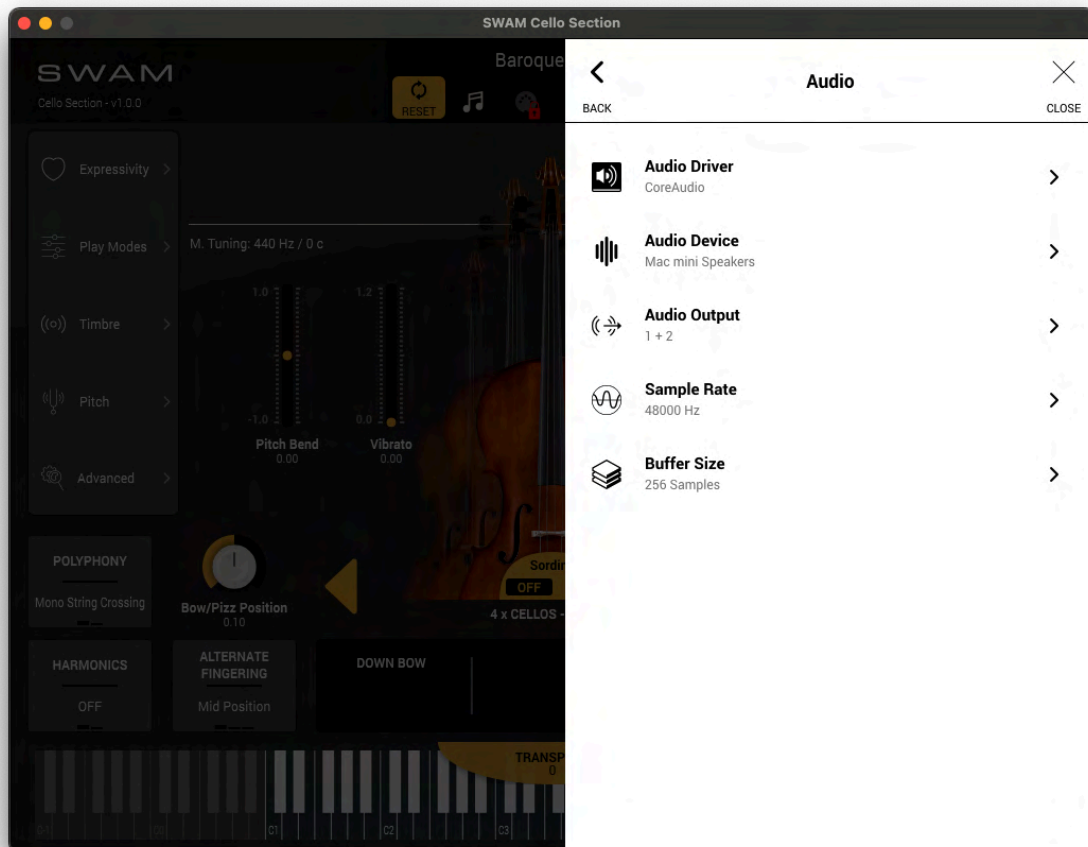 SWAM Cello Section
SWAM
Cello Section - v1.0.0
Baroque
RESET
BACK
Audio
CLOSE
Expressivity
Play Modes
Timbre
Pitch
Advanced
M. Tuning: 440 Hz / 0 c
1.0
1.2
-1.0
0.0
Pitch Bend
0.00
Vibrato
0.00
Audio Driver
CoreAudio
Audio Device
Mac mini Speakers
Audio Output
1 + 2
Sample Rate
48000 Hz
Buffer Size
256 Samples
POLYPHONY
Mono String Crossing
Bow/Pizz Position
0.10
Sordin
OFF
4 x CELLOS -
HARMONICS
OFF
ALTERNATE
FINGERING
Mid Position
DOWN BOW
TRANSP
0
C-1
C0
C1
C2
C3